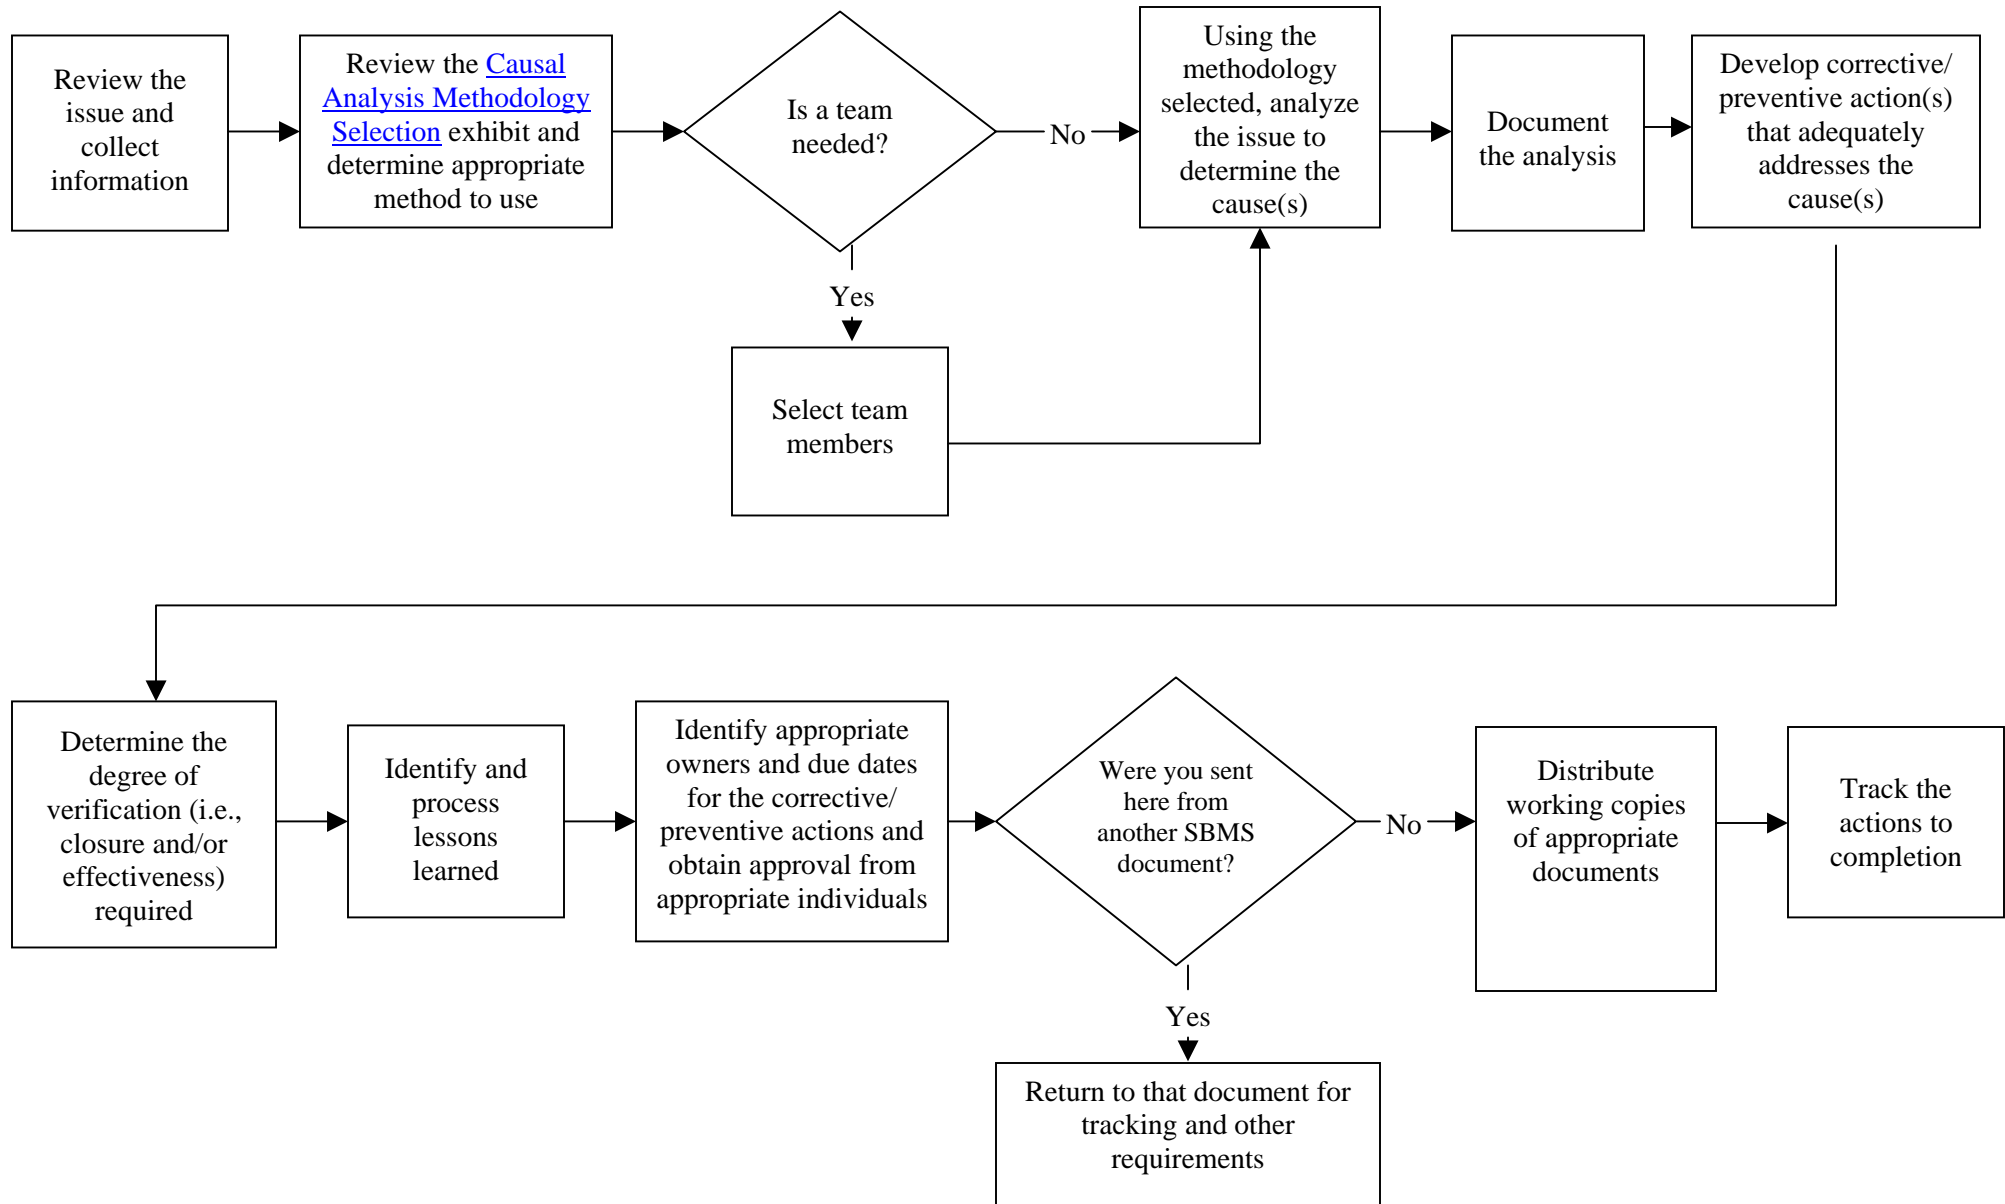 Review the
issue and
collect
information
Review the Causal
Analysis Methodology
Selection exhibit and
determine appropriate
method to use
Is a team
needed?
No
Yes
Select team
members
Using the
methodology
selected, analyze
the issue to
determine the
cause(s)
Document
the analysis
Develop corrective/
preventive action(s)
that adequately
addresses the
cause(s)
Determine the
degree of
verification (i.e.,
closure and/or
effectiveness)
required
Identify and
process
lessons
learned
Identify appropriate
owners and due dates
for the corrective/
preventive actions and
obtain approval from
appropriate individuals
Were you sent
here from
another SBMS
document?
No
Yes
Return to that document for
tracking and other
requirements
Distribute
working copies
of appropriate
documents
Track the
actions to
completion